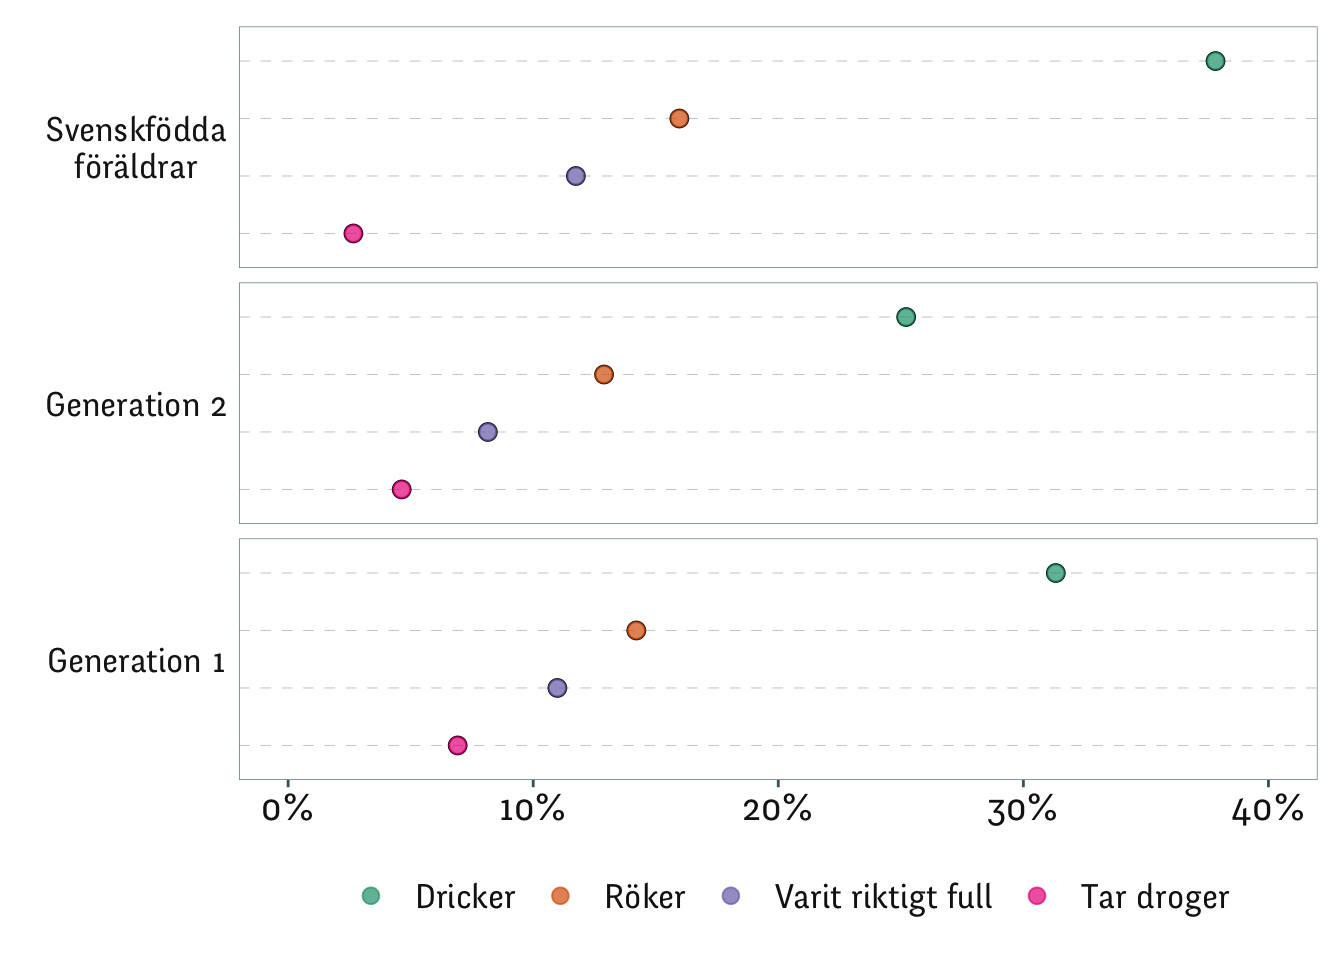 Svenskfödda
föräldrar
Generation 2
Generation 1
0% 10% 20% 30% 40%
Dricker Röker Varit riktigt full Tar droger